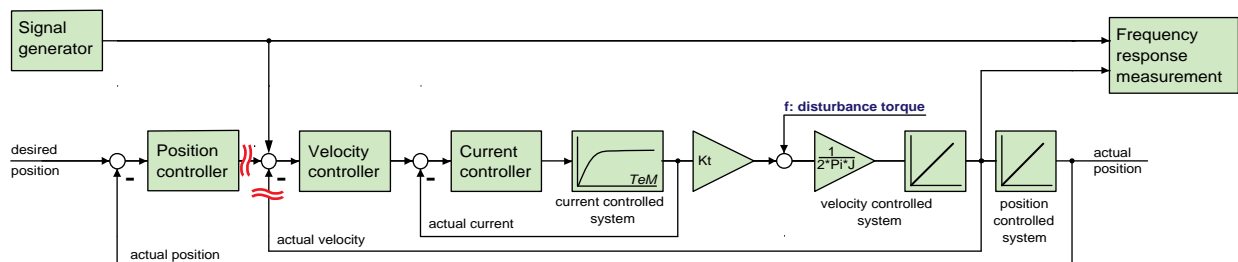 Signal
generator
Frequency
response
measurement
f: disturbance torque
desired
position
-
Position
controller
-
Velocity
controller
-
Current
controller
TeM
current controlled
system
Kt
1
2*Pi*J
velocity controlled
system
position
controlled
system
actual
position
actual current
actual velocity
actual position